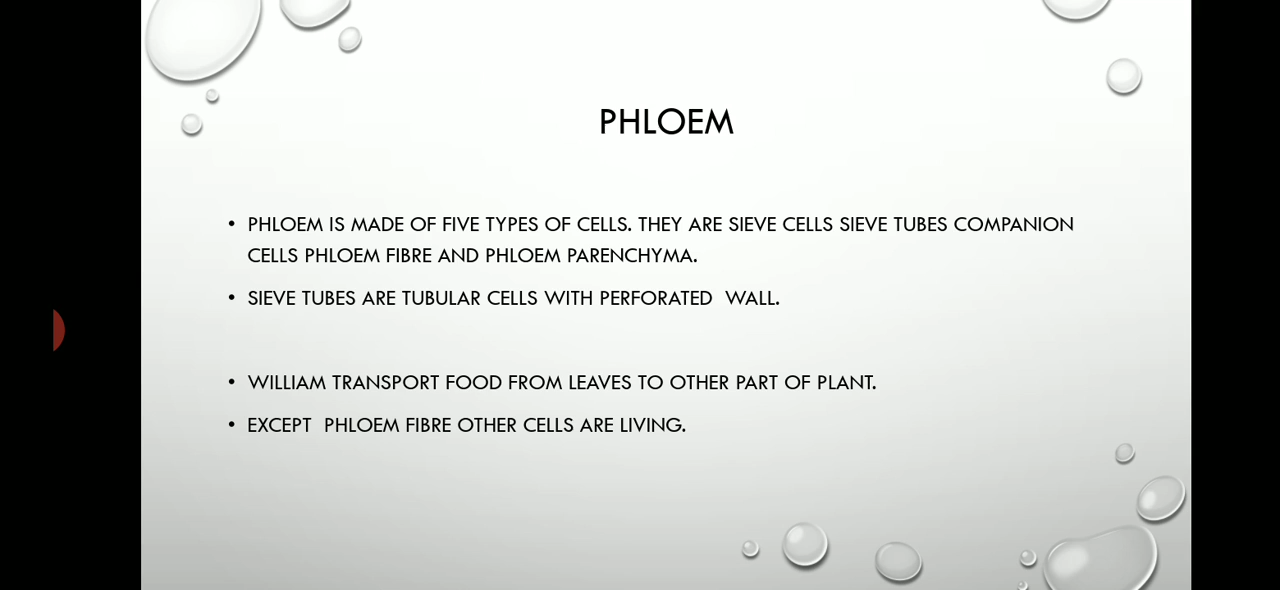 PHLOEM
• PHLOEM IS MADE OF FIVE TYPES OF CELLS. THEY ARE SIEVE CELLS SIEVE TUBES COMPANION
CELLS PHLOEM FIBRE AND PHLOEM PARENCHYMA.
• SIEVE TUBES ARE TUBULAR CELLS WITH PERFORATED  WALL.
• WILLIAM TRANSPORT FOOD FROM LEAVES TO OTHER PART OF PLANT.
• EXCEPT  PHLOEM FIBRE OTHER CELLS ARE LIVING.